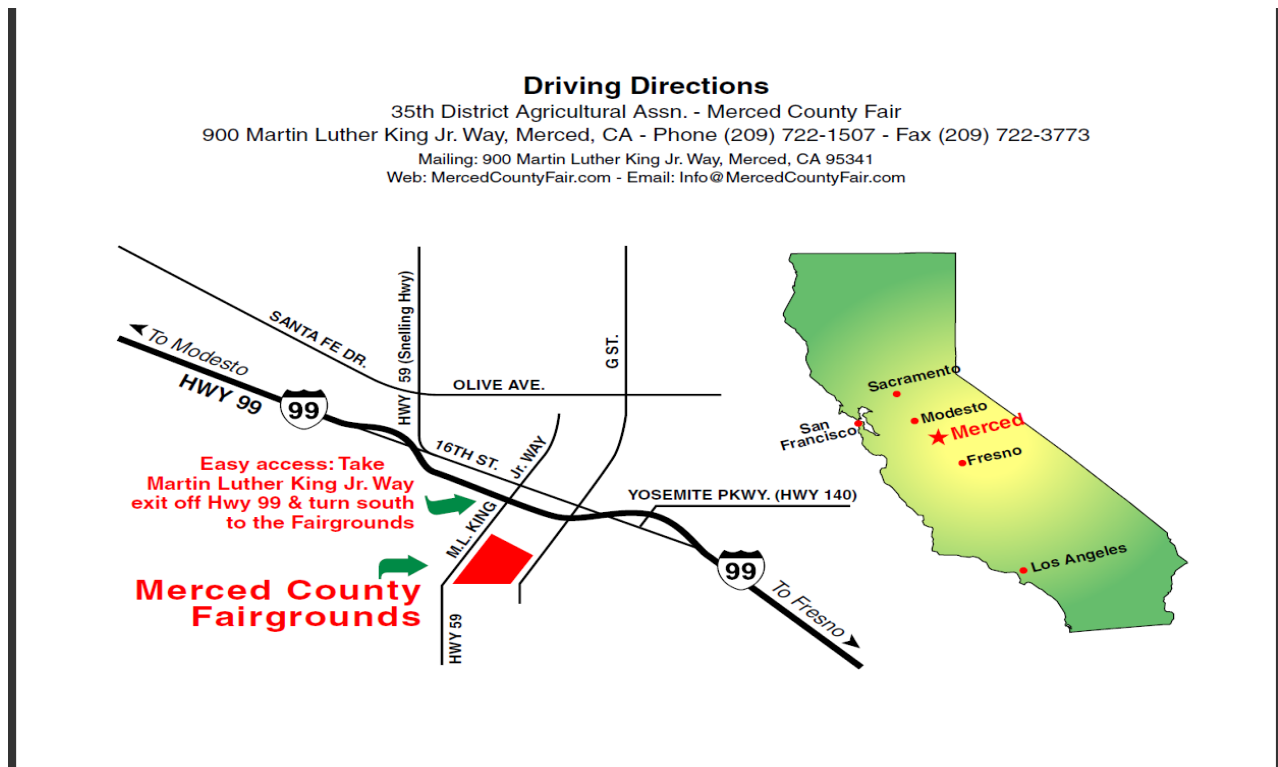 Driving Directions
35th District Agricultural Assn. - Merced County Fair
900 Martin Luther King Jr. Way, Merced, CA - Phone (209) 722-1507 - Fax (209) 722-3773
Mailing: 900 Martin Luther King Jr. Way, Merced, CA 95341
Web: MercedCountyFair.com - Email: Info@MercedCountyFair.com
SANTA FE DR.
HWY 59 (Snelling Hwy)
G ST.
To Modesto
HWY 99
99
OLIVE AVE.
16TH ST.
Jr. WAY
M.L. KING
Easy access: Take
Martin Luther King Jr. Way
exit off Hwy 99 & turn south
to the Fairgrounds
YOSEMITE PKWY. (HWY 140)
Merced County
Fairgrounds
HWY 59
99
To Fresno
Sacramento
Modesto
San
Francisco
Merced
Fresno
Los Angeles